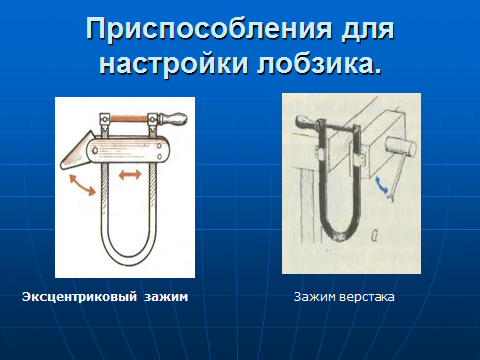 Приспособления для
настройки лобзика.
а
Эксцентриковый зажим
Зажим верстака